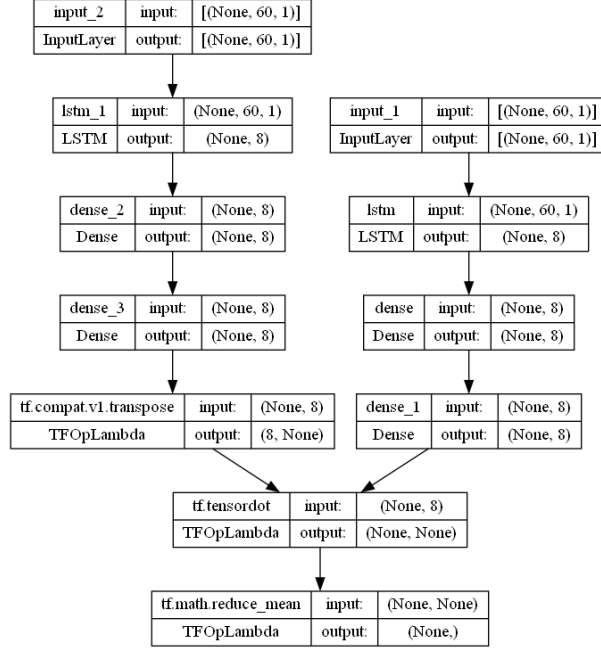 input_2 input: [(None, 60, 1)]
InputLayer output: [(None, 60, 1)]
lstm_1 input: (None, 60, 1)
LSTM output: (None, 8)
input_1 input: [(None, 60, 1)]
InputLayer output: [(None, 60, 1)]
dense_2 input: (None, 8)
Dense output: (None, 8)
lstm input: (None, 60, 1)
LSTM output: (None, 8)
dense_3 input: (None, 8)
Dense output: (None, 8)
dense input: (None, 8)
Dense output: (None, 8)
tf.compat.v1.transpose input: (None, 8)
TFOpLambda output: (8, None)
dense_1 input: (None, 8)
Dense output: (None, 8)
tf.tensordot input: (None, 8)
TFOpLambda output: (None, None)
tf.math.reduce_mean input: (None, None)
TFOpLambda output: (None,)